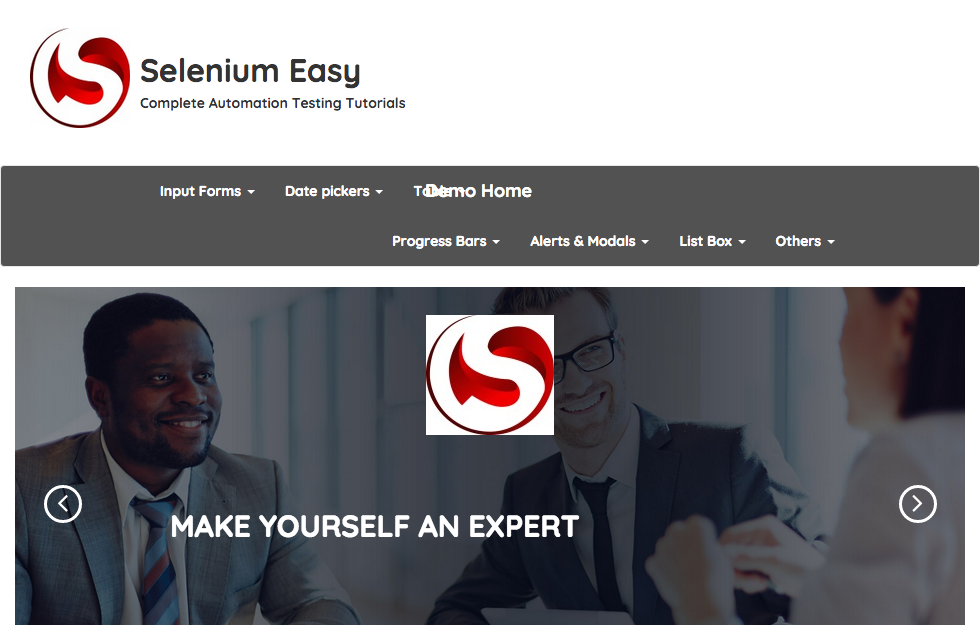 Selenium Easy
Complete Automation Testing Tutorials
Input Forms Date pickers Table Demo Home
Progress Bars Alerts & Modals List Box Others
MAKE YOURSELF AN EXPERT